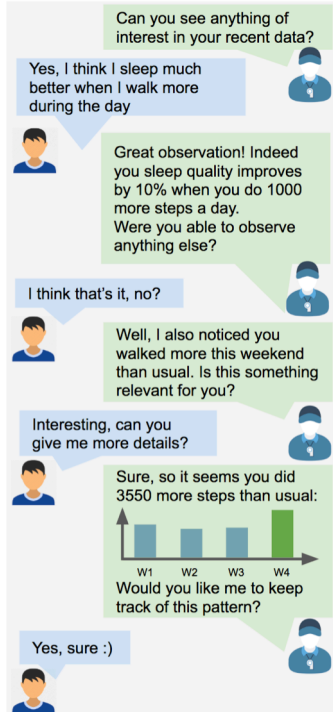 Can you see anything of
interest in your recent data?
Yes, I think I sleep much
better when I walk more
during the day
Great observation! Indeed
you sleep quality improves
by 10% when you do 1000
more steps a day.
Were you able to observe
anything else?
I think that's it, no?
Well, I also noticed you
walked more this weekend
than usual. Is this something
relevant for you?
Interesting, can you
give me more details?
Sure, so it seems you did
3550 more steps than usual:
W1 W2 W3 W4
Would you like me to keep
track of this pattern?
Yes, sure :)